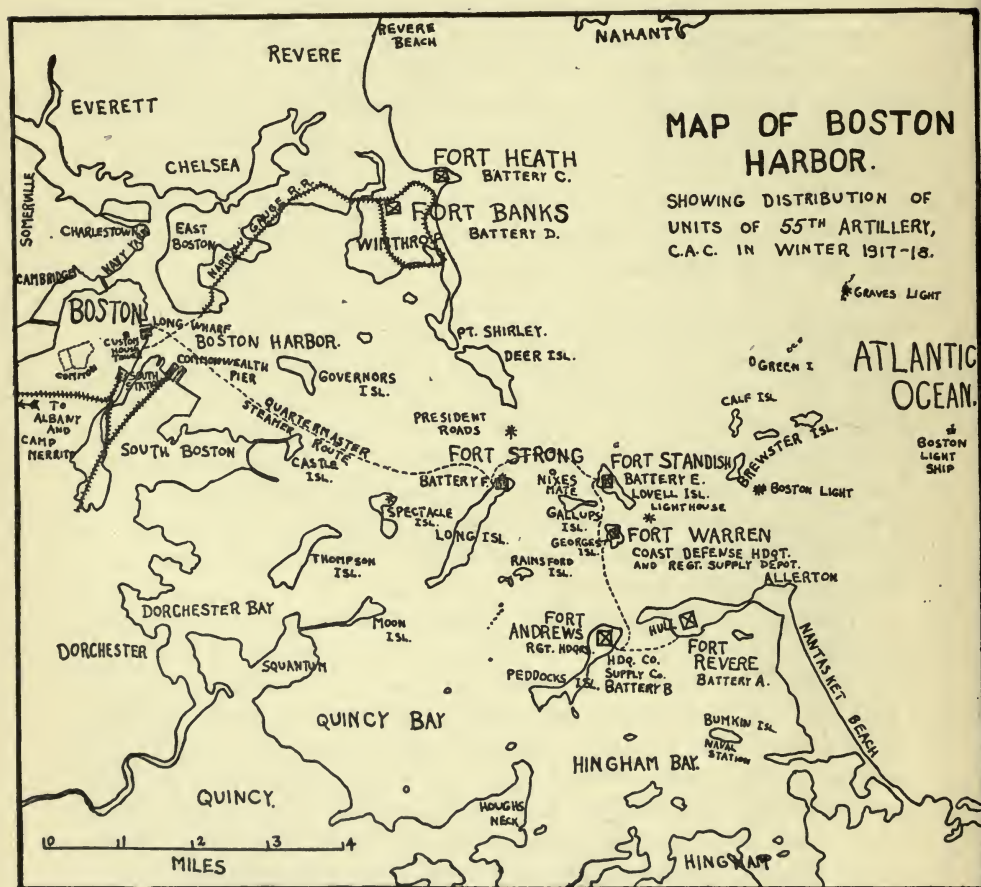 REVERE
BEACH
NAHANT
REVERE
EVERETT
MAP OF BOSTON
HARBOR.
SHOWING DISTRIBUTION OF
UNITS OF 55TH ARTILLERY,
C.A.C. IN WINTER 1917-18.
CHELSEA
FORT HEATH
BATTERY C.
SOMERVILLE
FORT BANKS
BATTERY D.
CHARLESTOWN
NAVY YARD
EAST
BOSTON
NARROW GAUGE R.R.
WINTHROP
CAMBRIDGE
GRAVES LIGHT
BOSTON
LONG WHARF
BOSTON HARBOR.
CUSTOM
HOUSE
TOWER
COMMON
SOUTH
STATN
COMMONWEALTH
PIER
PT. SHIRLEY.
DEER ISL.
GOVERNORS
ISL.
GREEN I
ATLANTIC
OCEAN.
TO
ALBANY
AND
CAMP
MERRITT
QUARTERMASTER
STEAMER ROUTE
PRESIDENT
ROADS
CALF ISL
BREWSTER ISL.
BOSTON
LIGHT
SHIP
SOUTH BOSTON
CASTLE
ISL.
FORT STRONG
BATTERY F.
NIXES
MATE
FORT STANDISH
BATTERY E.
LOVELL ISL.
LIGHTHOUSE
BOSTON LIGHT
SPECTACLE
ISL.
LONG ISL.
GALLUPS
ISL.
GEORGES
ISL.
FORT WARREN
COAST DEFENSE HDQT.
AND REGT. SUPPLY DEPOT.
THOMPSON
ISL.
RAINSFORD
ISL.
ALLERTON
DORCHESTER BAY
MOON
ISL.
FORT
ANDREWS
RGT. HDQRS.
HULL
DORCHESTER
SQUANTUM
FORT
REVERE
BATTERY A.
NANTASKET BEACH
PEDDOCKS ISL.
HDQ. CO.
SUPPLY CO.
BATTERY B
QUINCY BAY
BUMKIN ISL
NAVAL
STATION
HINGHAM BAY.
QUINCY.
HOUGHS
NECK
0 1 2 3 4
MILES
HINGHAM